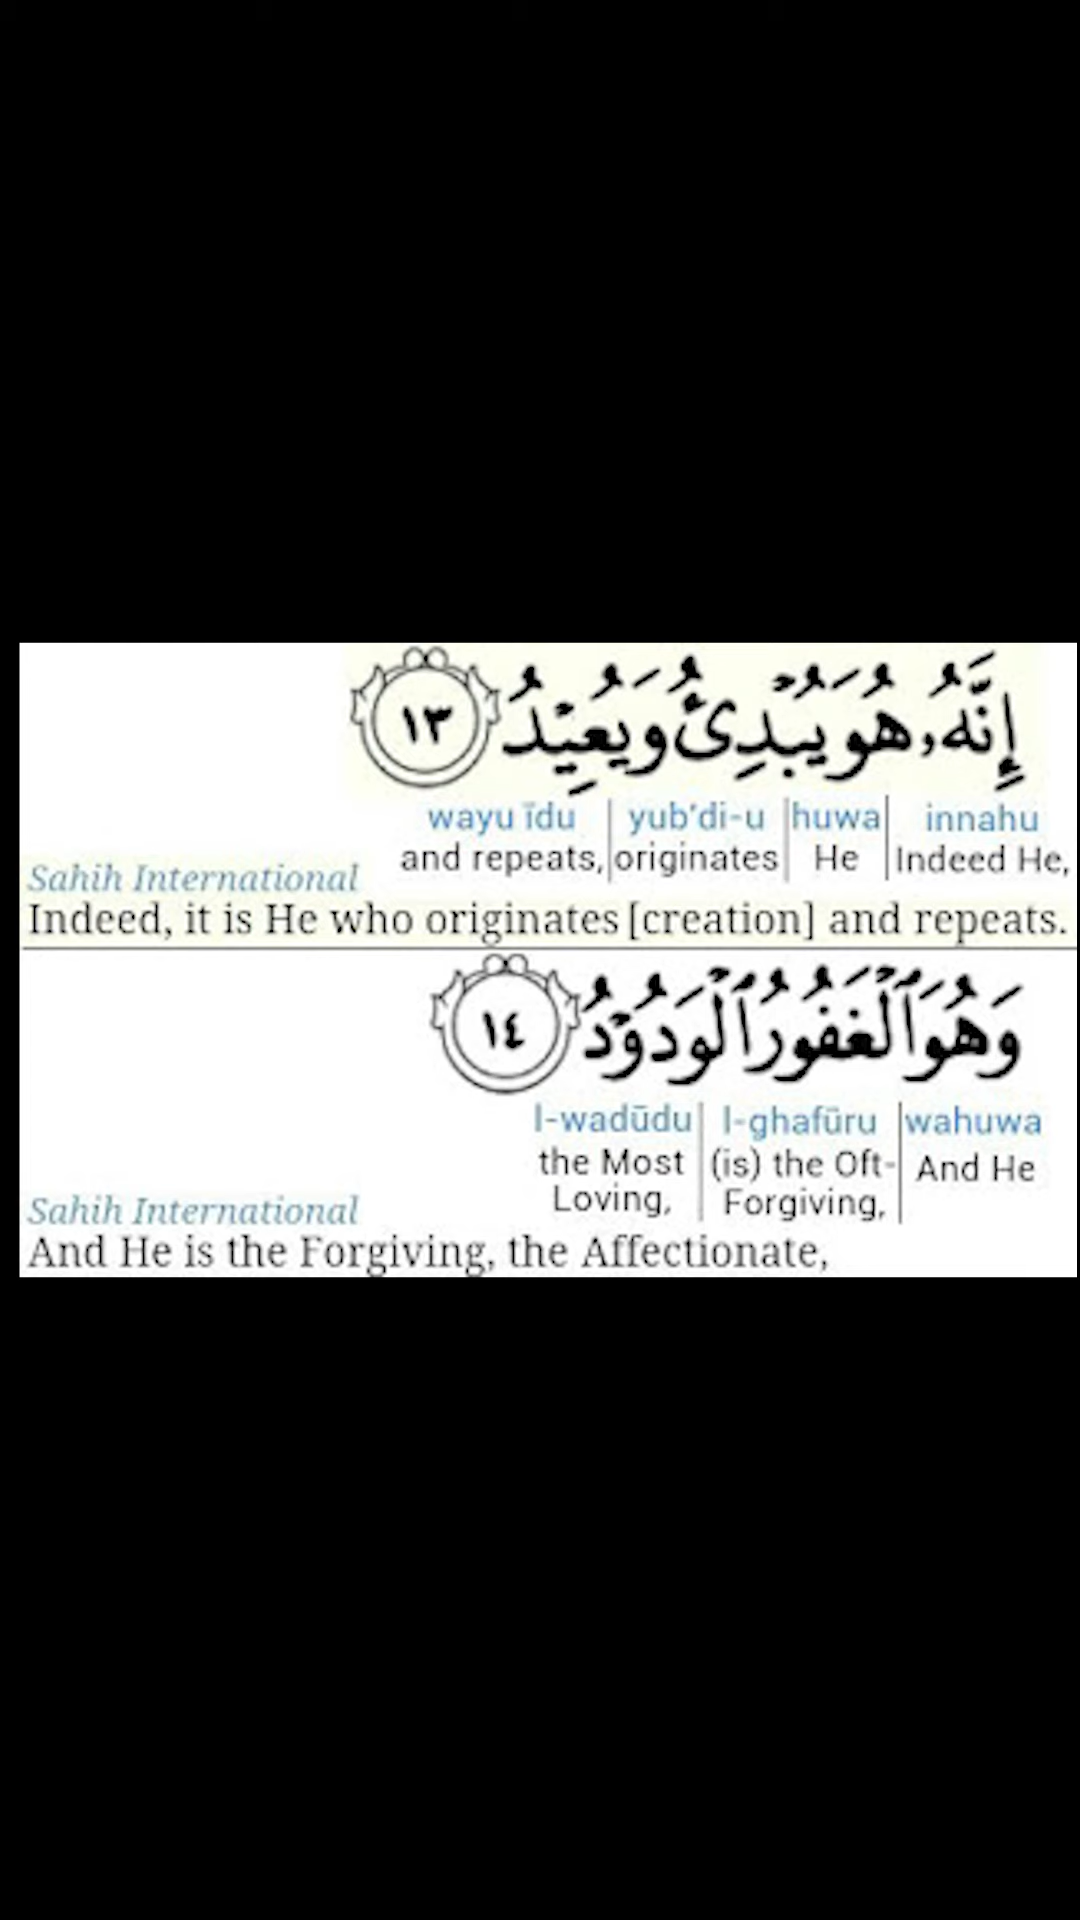 إِنَّهُۥ هُوَ يُبْدِئُ وَيُعِيدُ ١٣
wayu īdu yub'di-u huwa innahu
and repeats, originates He Indeed He,
Sahih International
Indeed, it is He who originates [creation] and repeats.
وَهُوَ ٱلْغَفُورُ ٱلْوَدُودُ ١٤
l-wadūdu l-ghafūru wahuwa
the Most (is) the Oft- And He
Loving, Forgiving,
Sahih International
And He is the Forgiving, the Affectionate,